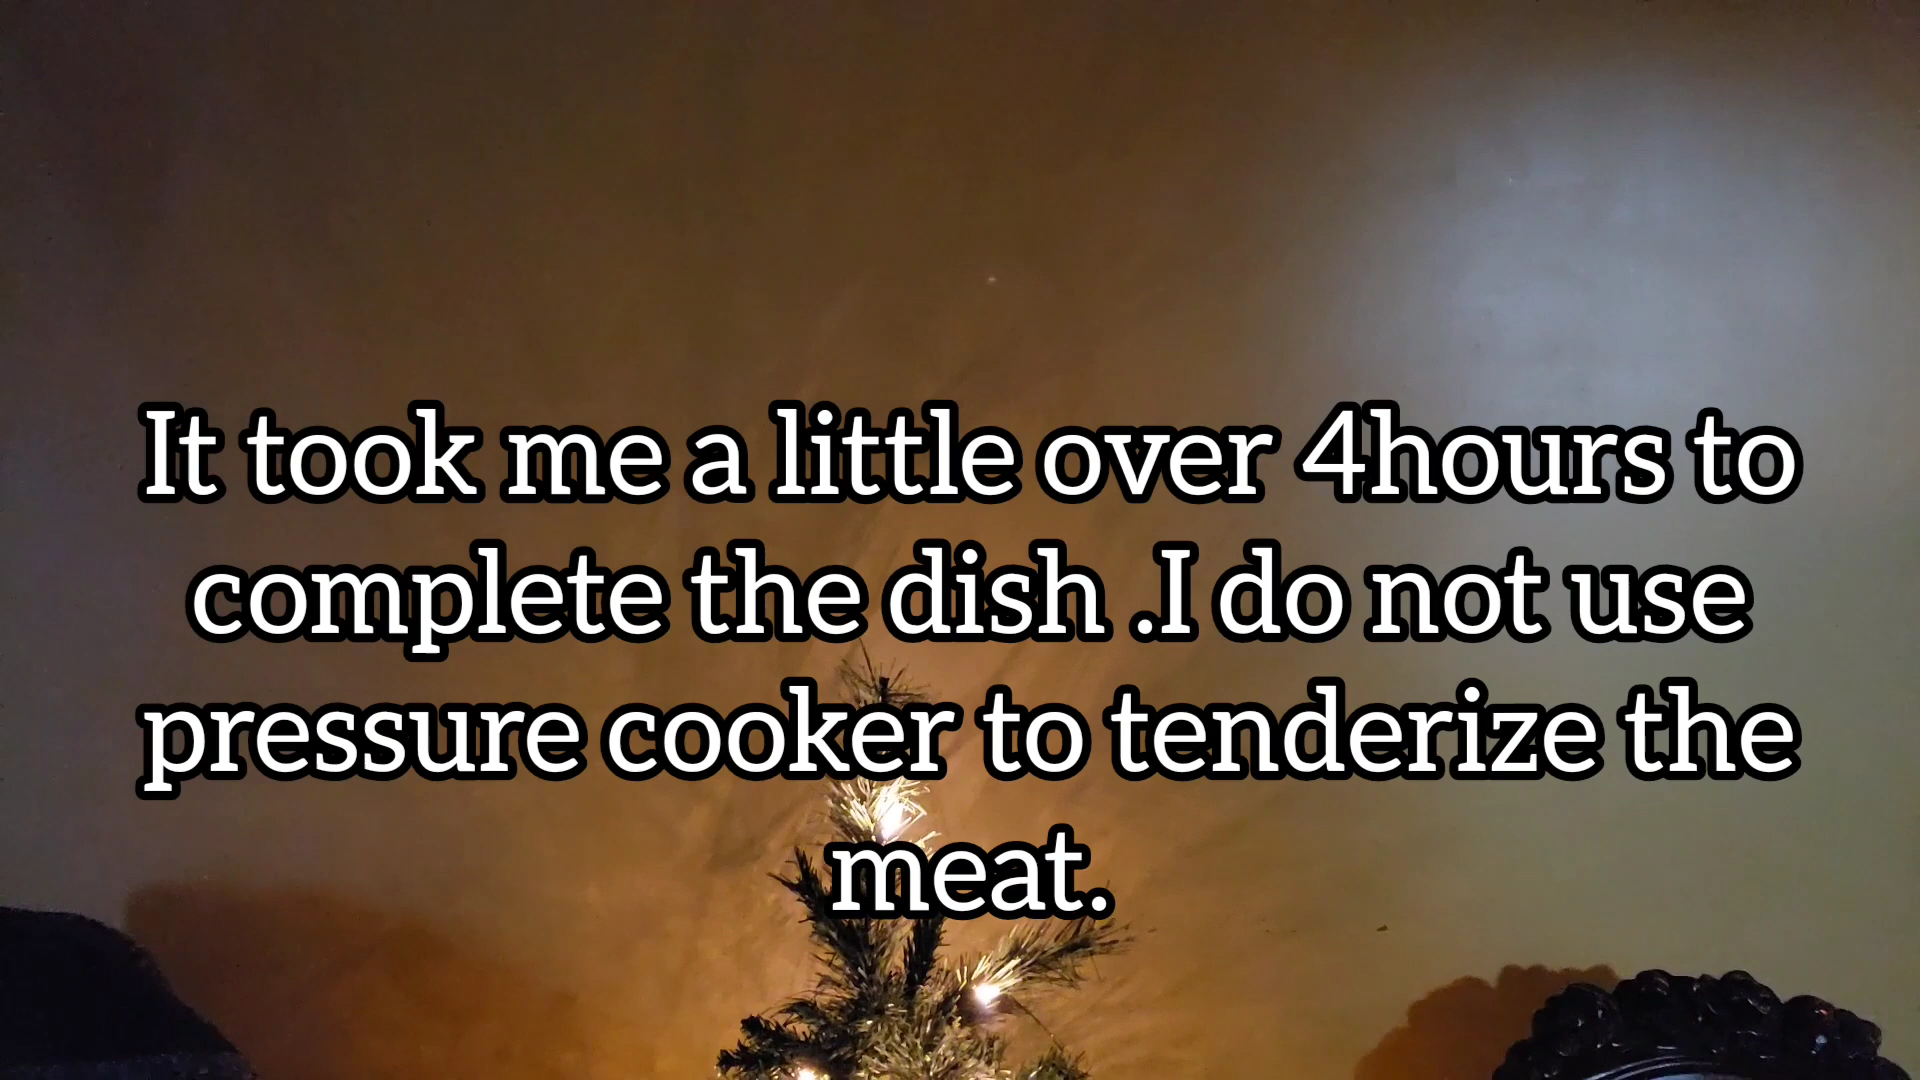 It took me a little over 4hours to
complete the dish .I do not use
pressure cooker to tenderize the
meat.